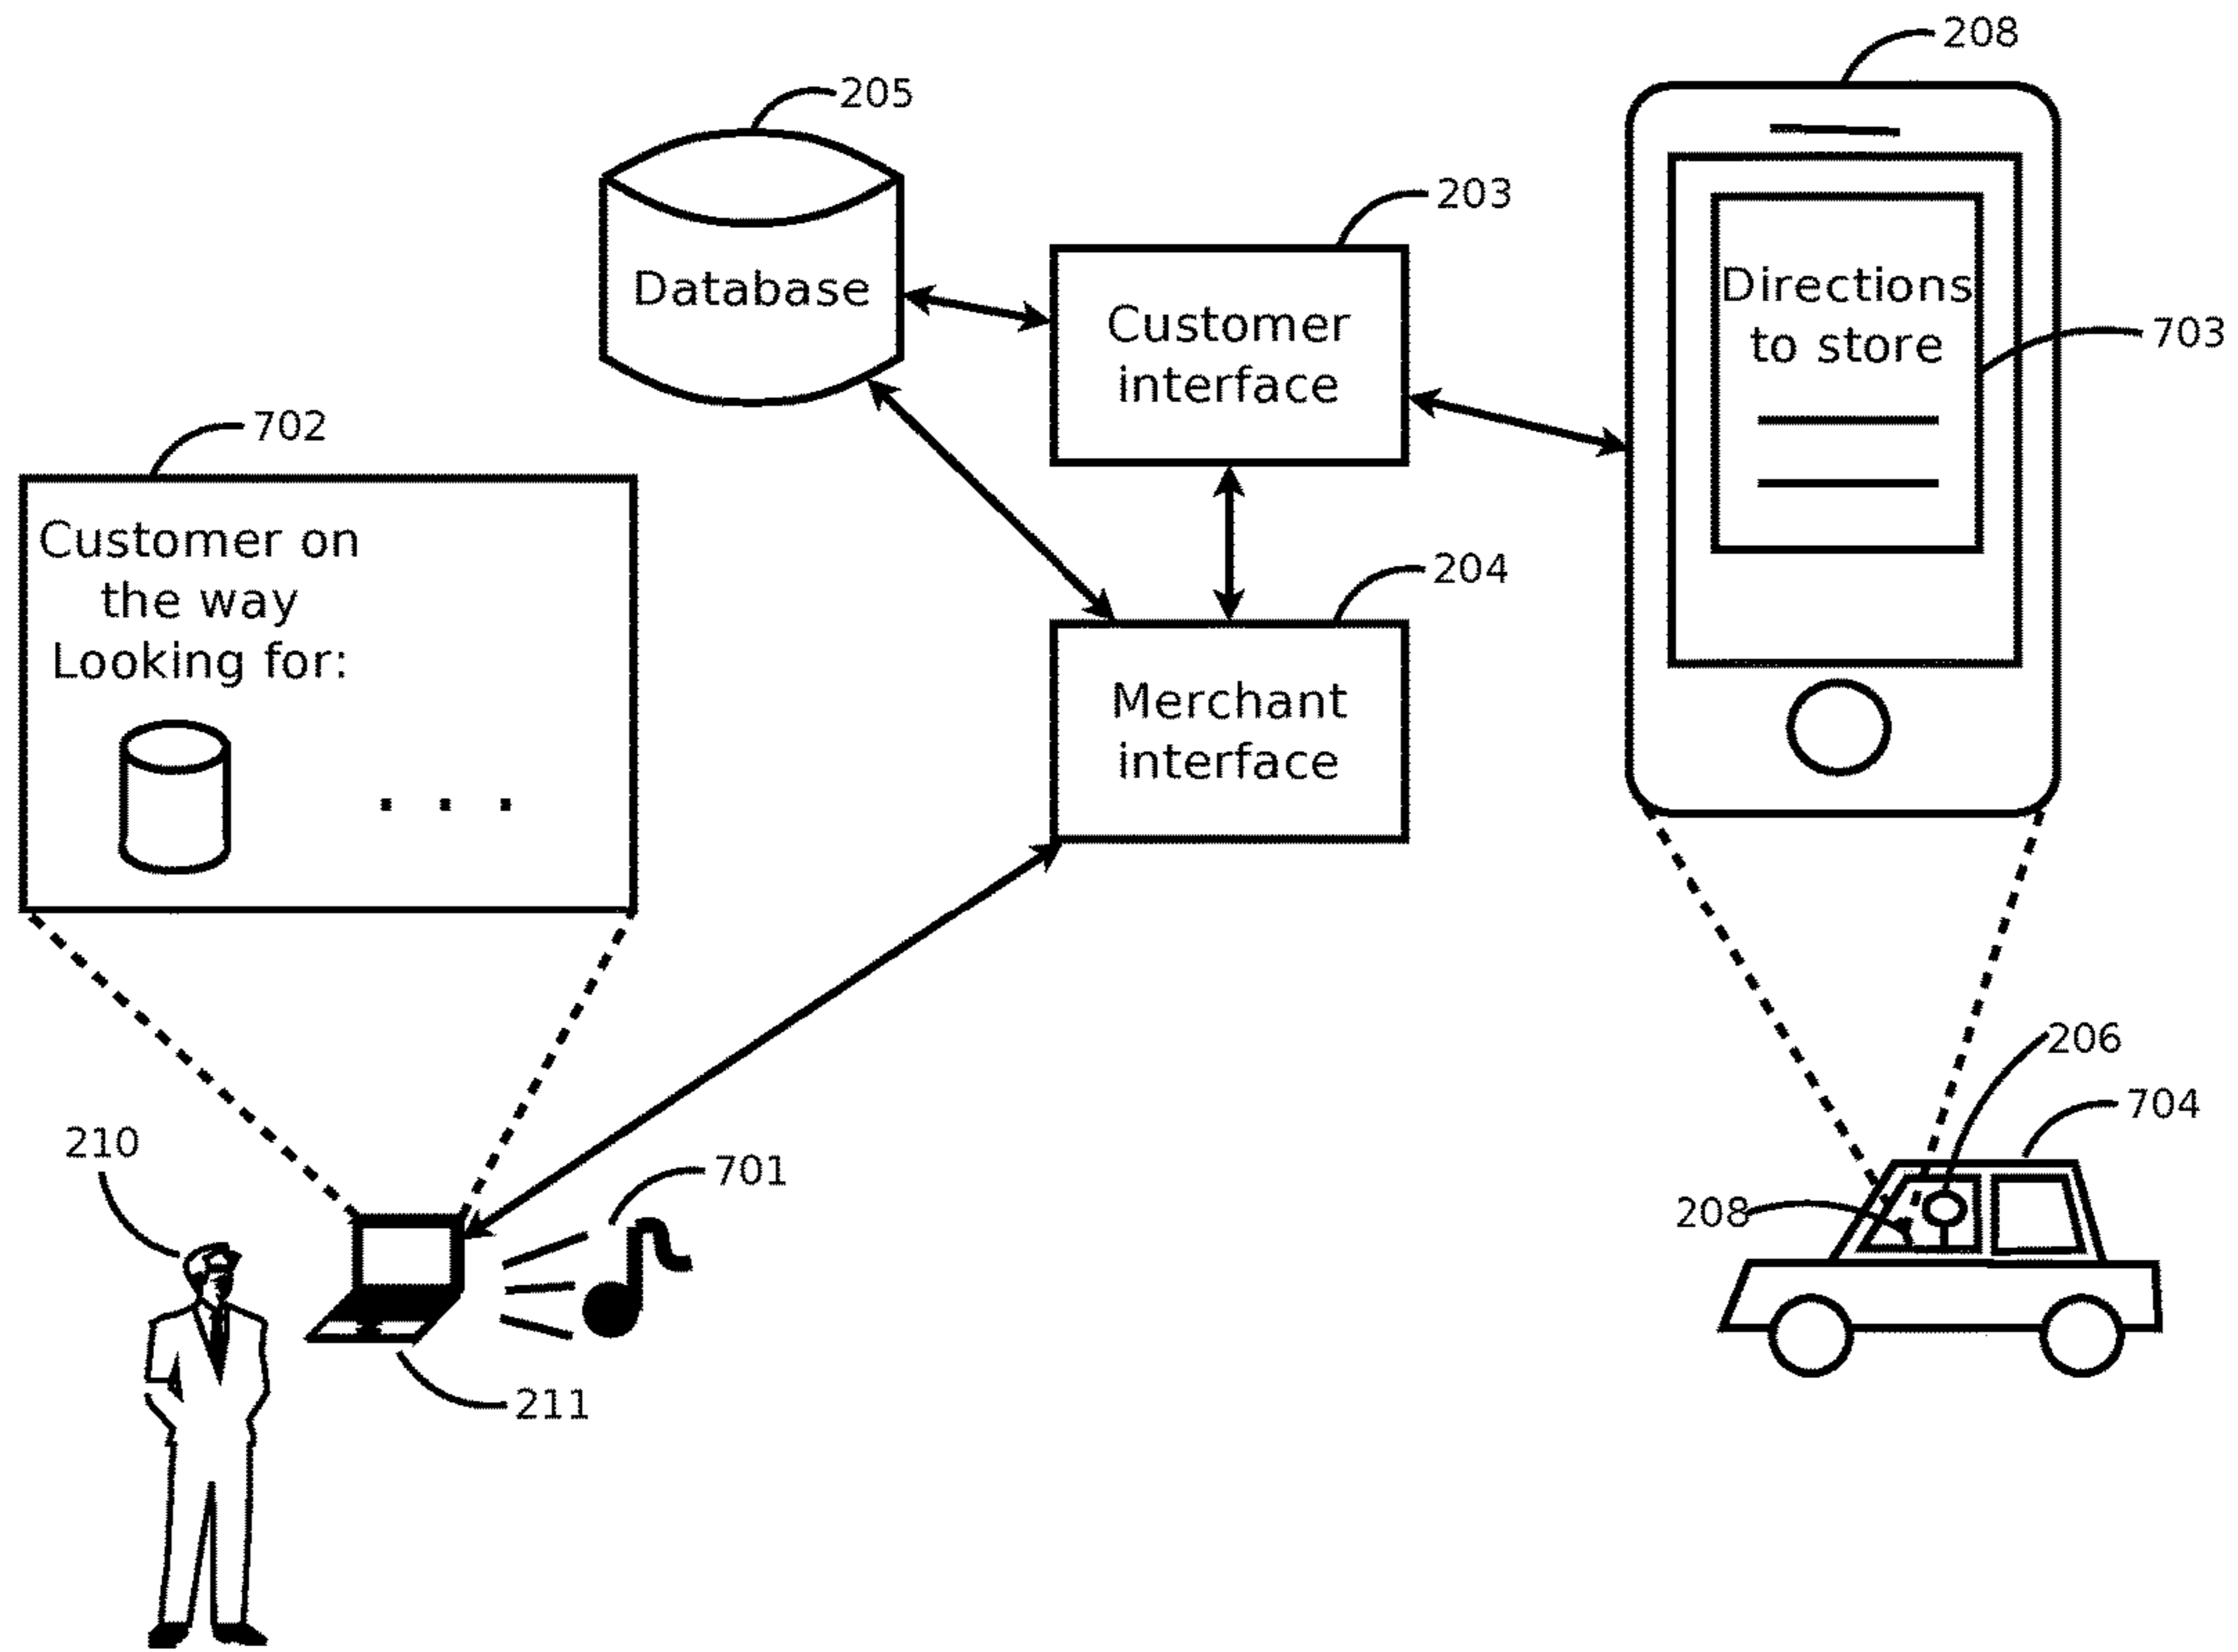 208
205
203
Database
Customer
interface
Directions
to store
703
702
Customer on
the way
Looking for:
. . .
204
Merchant
interface
206
704
210
701
208
211